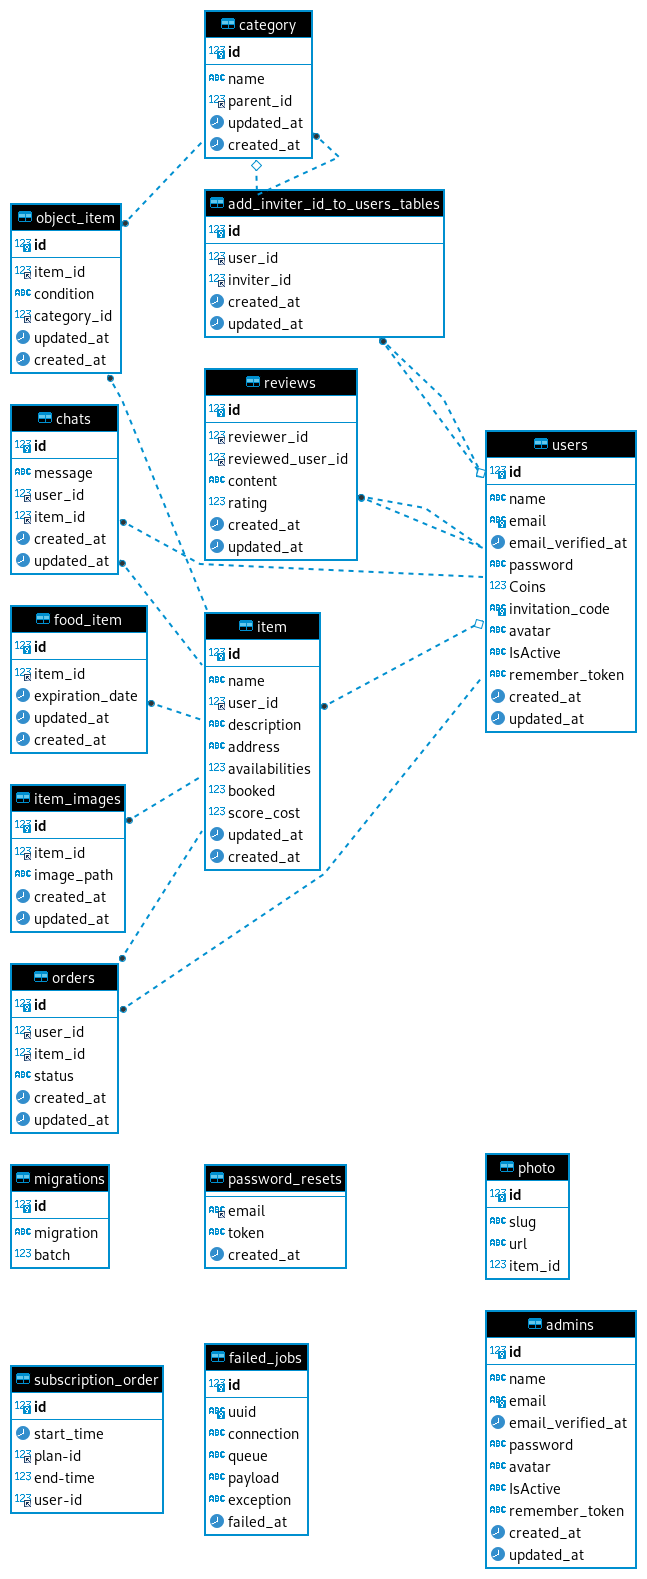 category
id
name
parent_id
updated_at
created_at
object_item
id
item_id
condition
category_id
updated_at
created_at
add_inviter_id_to_users_tables
id
user_id
inviter_id
created_at
updated_at
reviews
id
reviewer_id
reviewed_user_id
content
rating
created_at
updated_at
chats
id
message
user_id
item_id
created_at
updated_at
users
id
name
email
email_verified_at
password
Coins
invitation_code
avatar
IsActive
remember_token
created_at
updated_at
food_item
id
item_id
expiration_date
updated_at
created_at
item
id
name
user_id
description
address
availabilities
booked
score_cost
updated_at
created_at
item_images
id
item_id
image_path
created_at
updated_at
orders
id
user_id
item_id
status
created_at
updated_at
migrations
id
migration
batch
password_resets
email
token
created_at
photo
id
slug
url
item_id
subscription_order
id
start_time
plan-id
end-time
user-id
failed_jobs
id
uuid
connection
queue
payload
exception
failed_at
admins
id
name
email
email_verified_at
password
avatar
IsActive
remember_token
created_at
updated_at